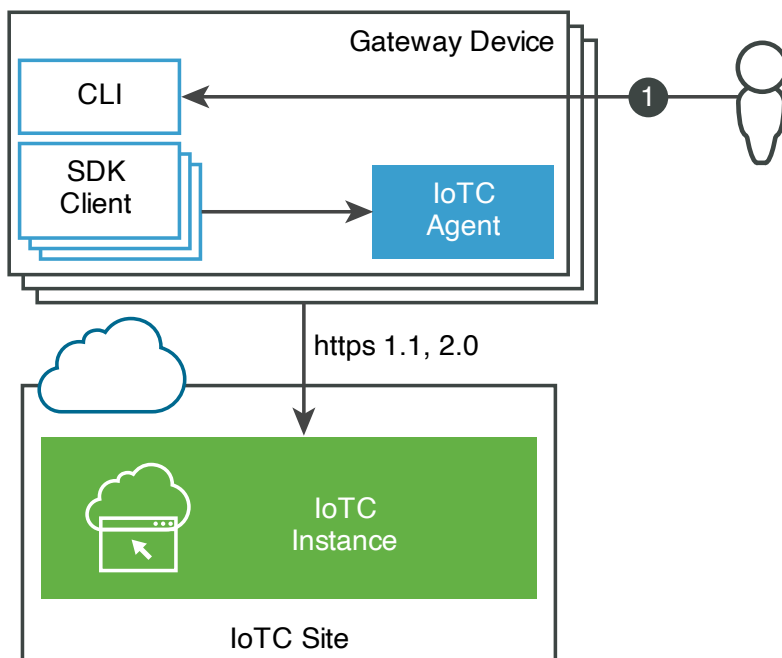 Gateway Device
CLI
1
SDK
Client
IoTC
Agent
https 1.1, 2.0
IoTC
Instance
IoTC Site